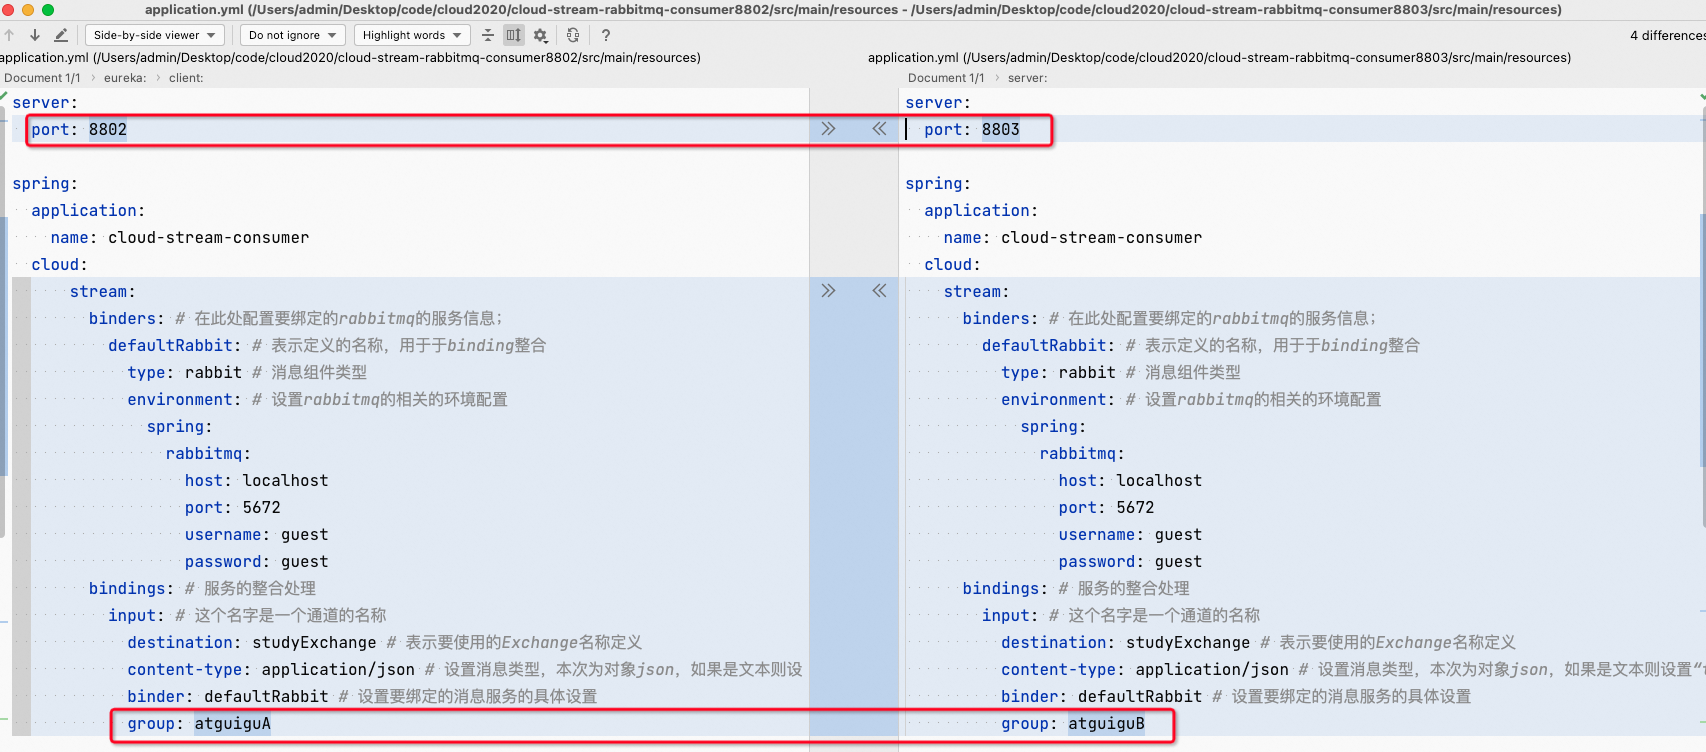 application.yml (/Users/admin/Desktop/code/cloud2020/cloud-stream-rabbitmq-consumer8802/src/main/resources - /Users/admin/Desktop/code/cloud2020/cloud-stream-rabbitmq-consumer8803/src/main/resources)
Side-by-side viewer Do not ignore Highlight words ? 4 differences
application.yml (/Users/admin/Desktop/code/cloud2020/cloud-stream-rabbitmq-consumer8802/src/main/resources)
Document 1/1 › eureka: › client:
server:
port: 8802
spring:
application:
name: cloud-stream-consumer
cloud:
stream:
binders: # 在此处配置要绑定的rabbitmq的服务信息；
defaultRabbit: # 表示定义的名称，用于于binding整合
type: rabbit # 消息组件类型
environment: # 设置rabbitmq的相关的环境配置
spring:
rabbitmq:
host: localhost
port: 5672
username: guest
password: guest
bindings: # 服务的整合处理
input: # 这个名字是一个通道的名称
destination: studyExchange # 表示要使用的Exchange名称定义
content-type: application/json # 设置消息类型，本次为对象json，如果是文本则设
binder: defaultRabbit # 设置要绑定的消息服务的具体设置
group: atguiguA
application.yml (/Users/admin/Desktop/code/cloud2020/cloud-stream-rabbitmq-consumer8803/src/main/resources)
Document 1/1 › server:
server:
port: 8803
spring:
application:
name: cloud-stream-consumer
cloud:
stream:
binders: # 在此处配置要绑定的rabbitmq的服务信息；
defaultRabbit: # 表示定义的名称，用于于binding整合
type: rabbit # 消息组件类型
environment: # 设置rabbitmq的相关的环境配置
spring:
rabbitmq:
host: localhost
port: 5672
username: guest
password: guest
bindings: # 服务的整合处理
input: # 这个名字是一个通道的名称
destination: studyExchange # 表示要使用的Exchange名称定义
content-type: application/json # 设置消息类型，本次为对象json，如果是文本则设置“t
binder: defaultRabbit # 设置要绑定的消息服务的具体设置
group: atguiguB